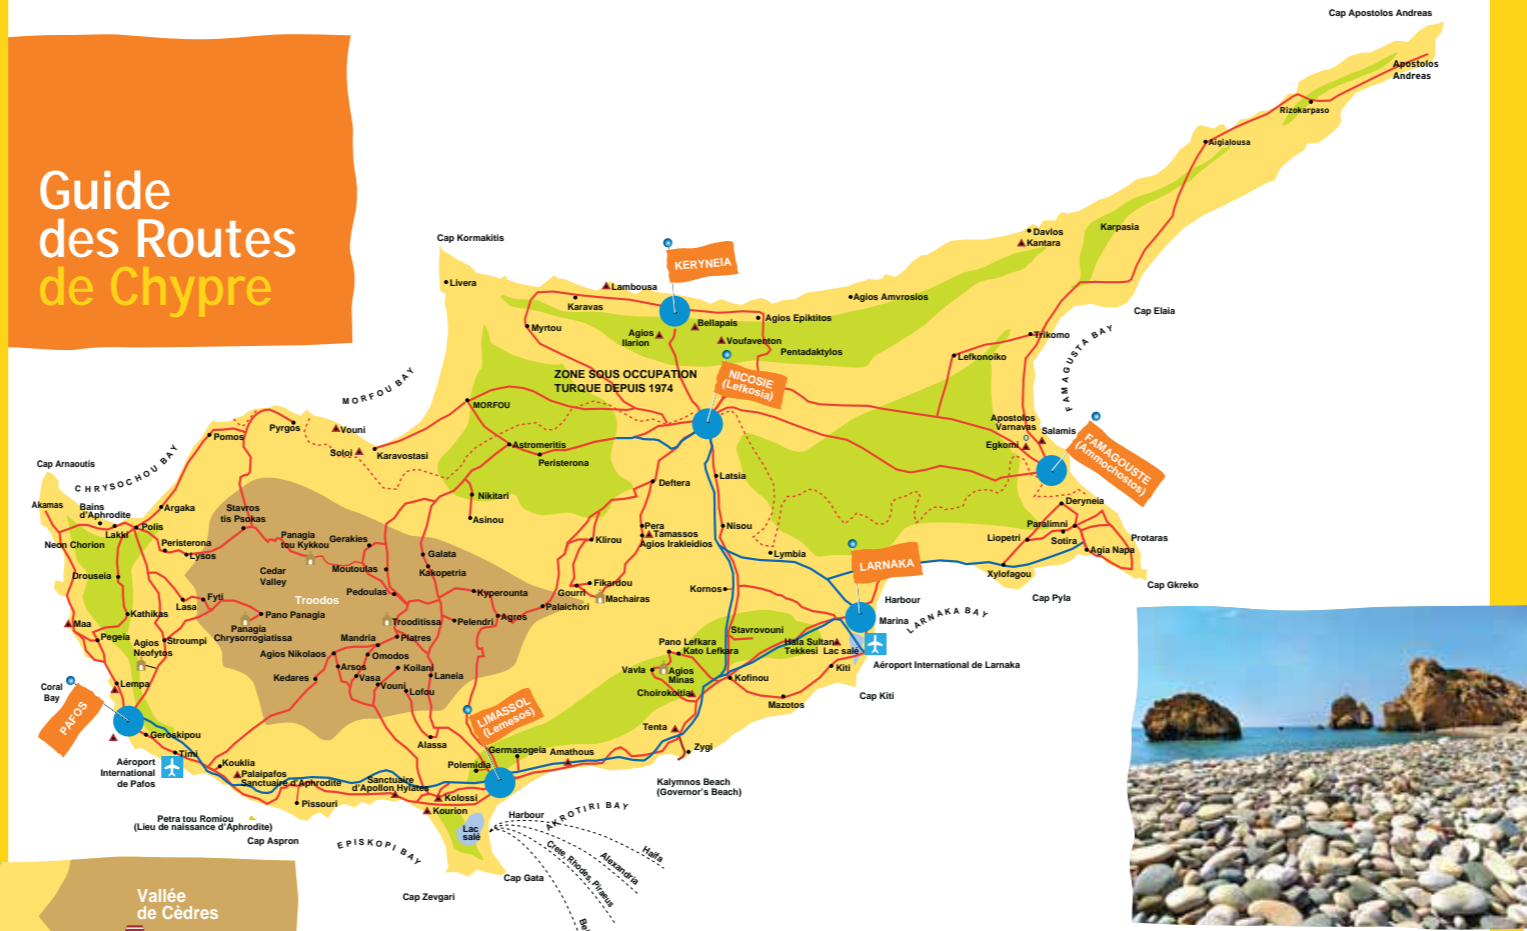 Guide
des Routes
de Chypre
Cap Apostolos Andreas
Apostolos
Andreas
Rizokarpaso
Aigialousa
Karpasia
Davlos
Kantara
Cap Elaia
Cap Kormakitis
Livera
KERYNEIA
Lambousa
Karavas
Myrtou
Agios
Ilarion
Bellapais
Agios Epiktitos
Voufaventon
Pentadaktylos
Agios Amvrosios
Trikomo
Lefkonoiko
FAMAGUSTA BAY
ZONE SOUS OCCUPATION
TURQUE DEPUIS 1974
NICOSIE
(Lefkosia)
MORFOU BAY
MORFOU
Apostolos
Varnavas
Salamis
Egkomi
FAMAGOUSTE
(Ammochostos)
Pyrgos
Vouni
Pomos
Soloi
Karavostasi
Astromeritis
Peristerona
Cap Arnaoutis
CHRYSOCHOU BAY
Akamas
Bains
d'Aphrodite
Lakki
Polis
Argaka
Neon Chorion
Peristerona
Lysos
Stavros
tis Psokas
Nikitari
Asinou
Deftera
Latsia
Deryneia
Paralimni
Liopetri
Sotira
Protaras
Agia Napa
Xylofagou
Cap Gkreko
Cap Pyla
Panagia
tou Kykkou
Gerakies
Galata
Kakopetria
Moutoulas
Cedar
Valley
Pedoulas
Troodos
Pera
Tamassos
Agios Irakleidios
Klirou
Nisou
Lymbia
LARNAKA
Kornos
Fikardou
Gourri
Machairas
Kyperounta
Palaichori
Agros
Pelendri
Trooditissa
Harbour
Marina
LARNAKA BAY
Drouseia
Fyti
Lasa
Kathikas
Pano Panagia
Panagia
Chrysorrogiatissa
Maa
Pegeia
Agios
Neofytos
Stroumpi
Mandria
Platres
Agios Nikolaos
Omodos
Arsos
Koilani
Kedares
Vasa
Vouni
Laneia
Lofou
Stavrovouni
Pano Lefkara
Kato Lefkara
Hala Sultan
Tekkesi
Lac salé
Aéroport International de Larnaka
Vavla
Agios
Minas
Kofinou
Kiti
Choirokoitia
Mazotos
Cap Kiti
Coral
Bay
Lempa
PAFOS
Geroskipou
Timi
Aéroport
International
de Pafos
Kouklia
Palaipafos
Sanctuaire d'Aphrodite
Pissouri
Petra tou Romiou
(Lieu de naissance d'Aphrodite)
Cap Aspron
Alassa
LIMASSOL
(Lemesos)
Germasogeia
Amathous
Polemidia
Tenta
Zygi
Kalymnos Beach
(Governor's Beach)
Sanctuaire
d'Apollon Hylates
Kolossi
Kourion
EPISKOPI BAY
Lac
salé
Harbour
AKROTIRI BAY
Haifa
Alexandria
Crete, Rhodes, Piraeus
Cap Gata
Cap Zevgari
Vallée
de Cèdres